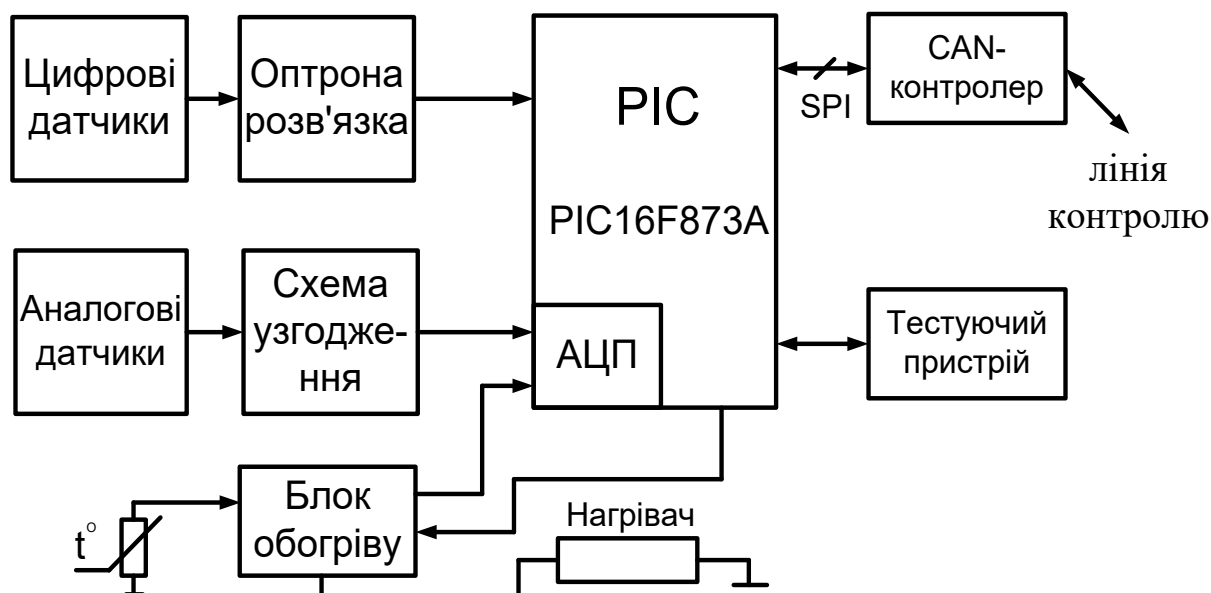 Цифрові
датчики
Оптрона
розв'язка
PIC
PIC16F873A
АЦП
SPI
CAN-
контролер
лінія
контролю
Аналогові
датчики
Схема
узгодже-
ння
Тестуючий
пристрій
t°
Блок
обогріву
Нагрівач